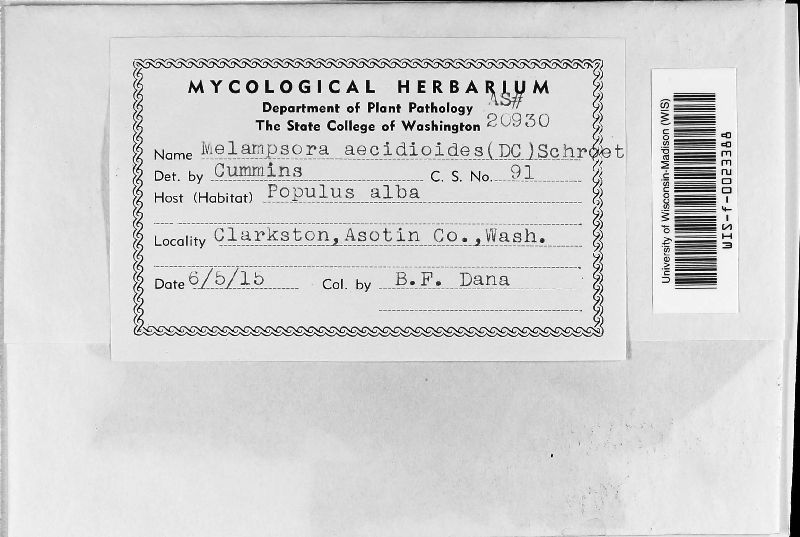 MYCOLOGICAL HERBARIUM
Department of Plant Pathology AS#
The State College of Washington 20930
Name Melampsora aecidioides(DC)Schroet
Det. by Cummins C. S. No. 91
Host (Habitat) Populus alba
Locality Clarkston, Asotin Co., Wash.
Date 6/5/15 Col. by B.F. Dana
University of Wisconsin-Madison (WIS)
WIS-f-0023388